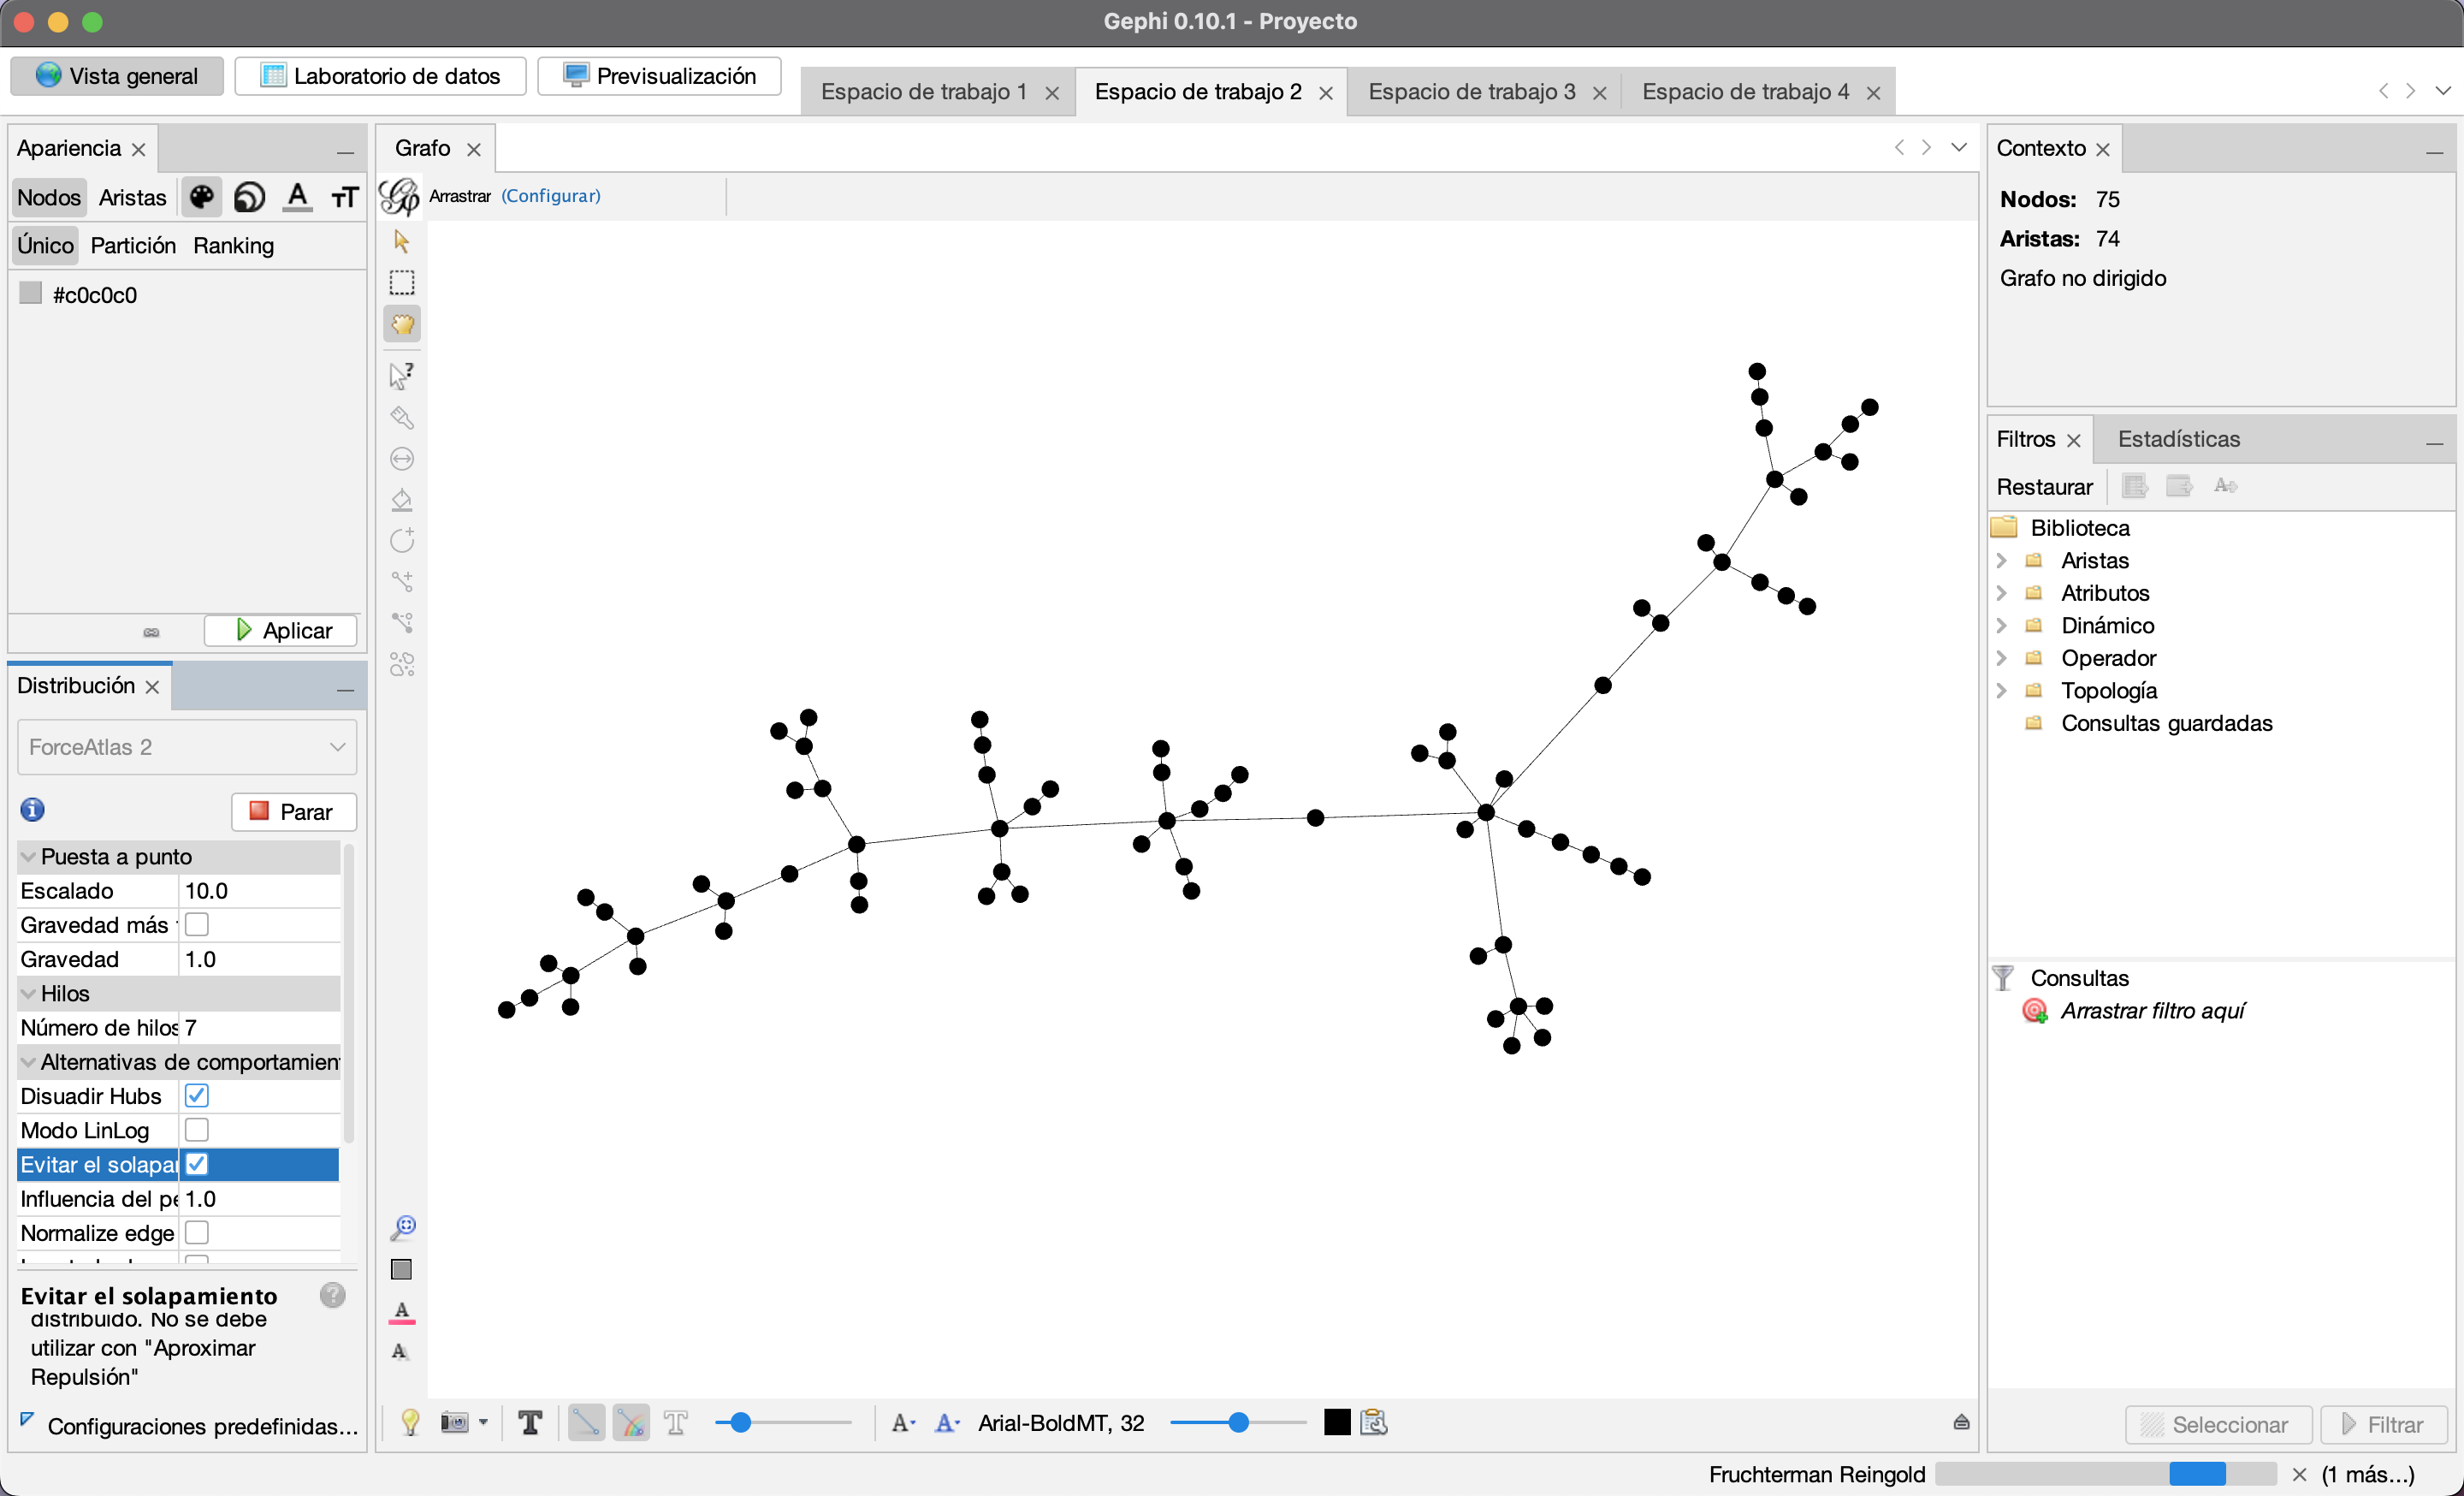 Gephi 0.10.1 - Proyecto
Vista general
Laboratorio de datos
Previsualización
Espacio de trabajo 1
Espacio de trabajo 2
Espacio de trabajo 3
Espacio de trabajo 4
Apariencia
Nodos
Aristas
Único
Partición
Ranking
#c0c0c0
Aplicar
Distribución
ForceAtlas 2
Parar
Puesta a punto
Escalado 10.0
Gravedad más
Gravedad 1.0
Hilos
Número de hilos 7
Alternativas de comportamien
Disuadir Hubs
Modo LinLog
Evitar el solapa
Influencia del pe 1.0
Normalize edge
Evitar el solapamiento
distribuido. No se debe
utilizar con "Aproximar
Repulsión"
Configuraciones predefinidas...
Grafo
Arrastrar (Configurar)
Arial-BoldMT, 32
Contexto
Nodos: 75
Aristas: 74
Grafo no dirigido
Filtros
Estadísticas
Restaurar
Biblioteca
Aristas
Atributos
Dinámico
Operador
Topología
Consultas guardadas
Consultas
Arrastrar filtro aquí
Seleccionar
Filtrar
Fruchterman Reingold
(1 más...)